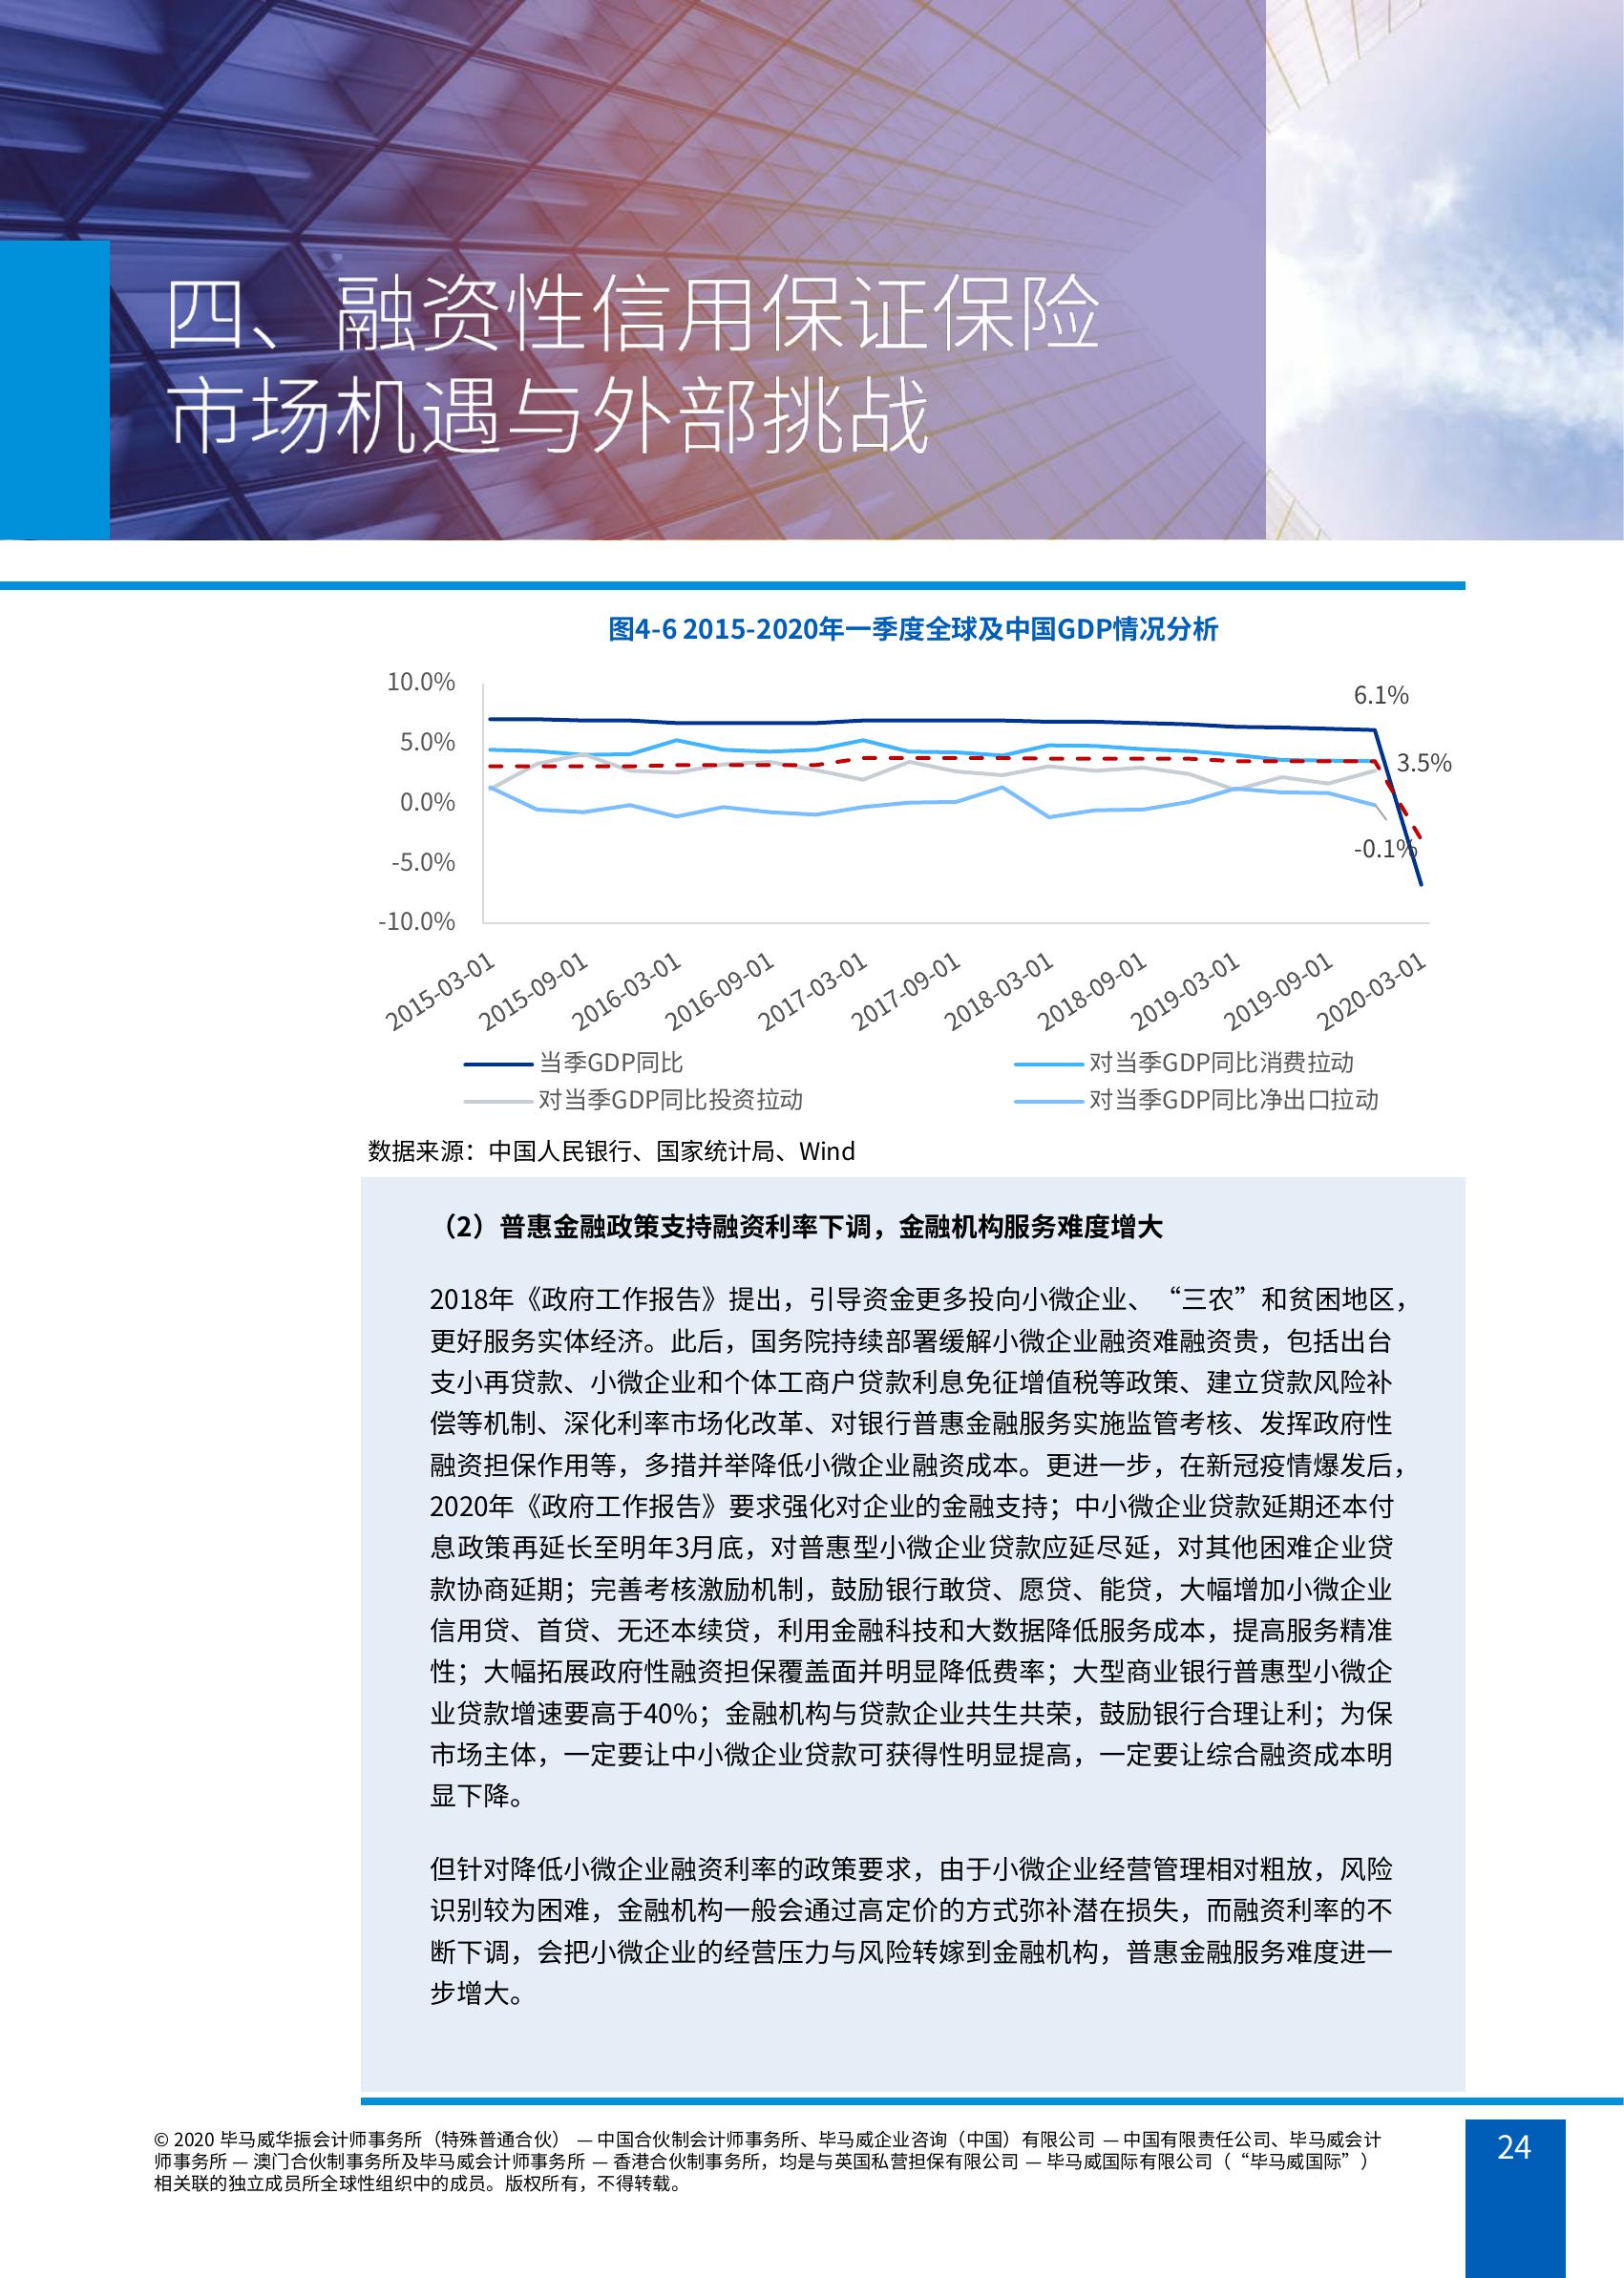 四、融资性信用保证保险
市场机遇与外部挑战
图4-6 2015-2020年一季度全球及中国GDP情况分析
10.0%
5.0%
0.0%
-5.0%
-10.0%
6.1%
3.5%
-0.1%
2015-03-01
2015-09-01
2016-03-01
2016-09-01
2017-03-01
2017-09-01
2018-03-01
2018-09-01
2019-03-01
2019-09-01
2020-03-01
当季GDP同比
对当季GDP同比消费拉动
对当季GDP同比投资拉动
对当季GDP同比净出口拉动
数据来源：中国人民银行、国家统计局、Wind
（2）普惠金融政策支持融资利率下调，金融机构服务难度增大
2018年《政府工作报告》提出，引导资金更多投向小微企业、“三农”和贫困地区，
更好服务实体经济。此后，国务院持续部署缓解小微企业融资难融资贵，包括出台
支小再贷款、小微企业和个体工商户贷款利息免征增值税等政策、建立贷款风险补
偿等机制、深化利率市场化改革、对银行普惠金融服务实施监管考核、发挥政府性
融资担保作用等，多措并举降低小微企业融资成本。更进一步，在新冠疫情爆发后，
2020年《政府工作报告》要求强化对企业的金融支持；中小微企业贷款延期还本付
息政策再延长至明年3月底，对普惠型小微企业贷款应延尽延，对其他困难企业贷
款协商延期；完善考核激励机制，鼓励银行敢贷、愿贷、能贷，大幅增加小微企业
信用贷、首贷、无还本续贷，利用金融科技和大数据降低服务成本，提高服务精准
性；大幅拓展政府性融资担保覆盖面并明显降低费率；大型商业银行普惠型小微企
业贷款增速要高于40%；金融机构与贷款企业共生共荣，鼓励银行合理让利；为保
市场主体，一定要让中小微企业贷款可获得性明显提高，一定要让综合融资成本明
显下降。
但针对降低小微企业融资利率的政策要求，由于小微企业经营管理相对粗放，风险
识别较为困难，金融机构一般会通过高定价的方式弥补潜在损失，而融资利率的不
断下调，会把小微企业的经营压力与风险转嫁到金融机构，普惠金融服务难度进一
步增大。
© 2020 毕马威华振会计师事务所（特殊普通合伙） — 中国合伙制会计师事务所、毕马威企业咨询（中国）有限公司 — 中国有限责任公司、毕马威会计
师事务所 — 澳门合伙制事务所及毕马威会计师事务所 — 香港合伙制事务所，均是与英国私营担保有限公司 — 毕马威国际有限公司（“毕马威国际”）
相关联的独立成员所全球性组织中的成员。版权所有，不得转载。
24